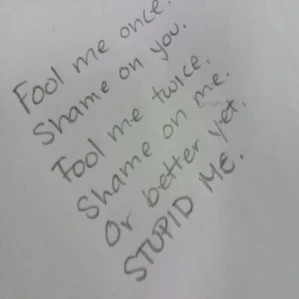 Fool me once.
Shame on you.
Fool me twice.
Shame on me.
Or better yet.
STUPID ME.